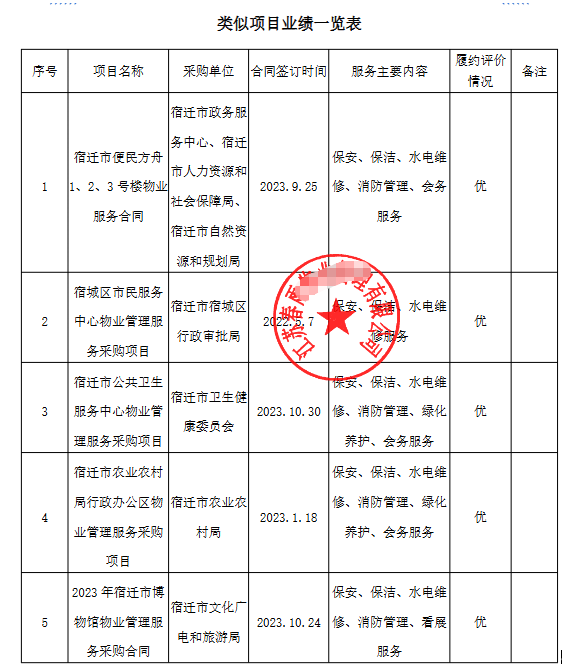 类似项目业绩一览表
序号 项目名称 采购单位 合同签订时间 服务主要内容 履约评价
情况 备注
1 宿迁市便民方舟
1、2、3号楼物业
服务合同 宿迁市政务服
务中心、宿迁
市人力资源和
社会保障局、
宿迁市自然资
源和规划局 2023.9.25 保安、保洁、水电维
修、消防管理、会务
服务 优
2 宿城区市民服务
中心物业管理服
务采购项目 宿迁市宿城区
行政审批局 2022.5.7 保安、保洁、水电维
修服务 优
3 宿迁市公共卫生
服务中心物业管
理服务采购项目 宿迁市卫生健
康委员会 2023.10.30 保安、保洁、水电维
修、消防管理、绿化
养护、会务服务 优
4 宿迁市农业农村
局行政办公区物
业管理服务采购
项目 宿迁市农业农
村局 2023.1.18 保安、保洁、水电维
修、消防管理、绿化
养护、会务服务 优
5 2023年宿迁市博
物馆物业管理服
务采购合同 宿迁市文化广
电和旅游局 2023.10.24 保安、保洁、水电维
修、消防管理、看展
服务 优
江苏春 有限公司